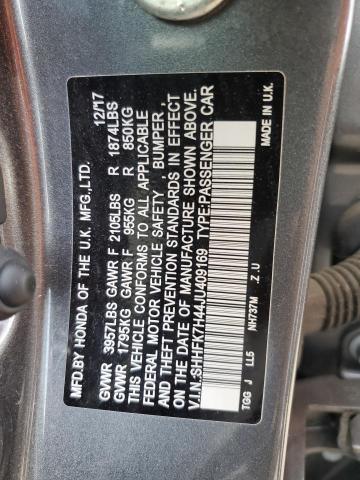 MFD.BY HONDA OF THE U.K. MFG.,LTD. 12/17
GVWR 3957LBS GAWR F 2105LBS R 1874LBS
GVWR 1795KG GAWR F 955KG R 850KG
THIS VEHICLE CONFORMS TO ALL APPLICABLE
FEDERAL MOTOR VEHICLE SAFETY , BUMPER ,
AND THEFT PREVENTION STANDARDS IN EFFECT
ON THE DATE OF MANUFACTURE SHOWN ABOVE.
V.I.N.:SHHFK7H44JU409169 TYPE:PASSENGER CAR
TGG J LL5 NH737M .Z.U MADE IN U.K.